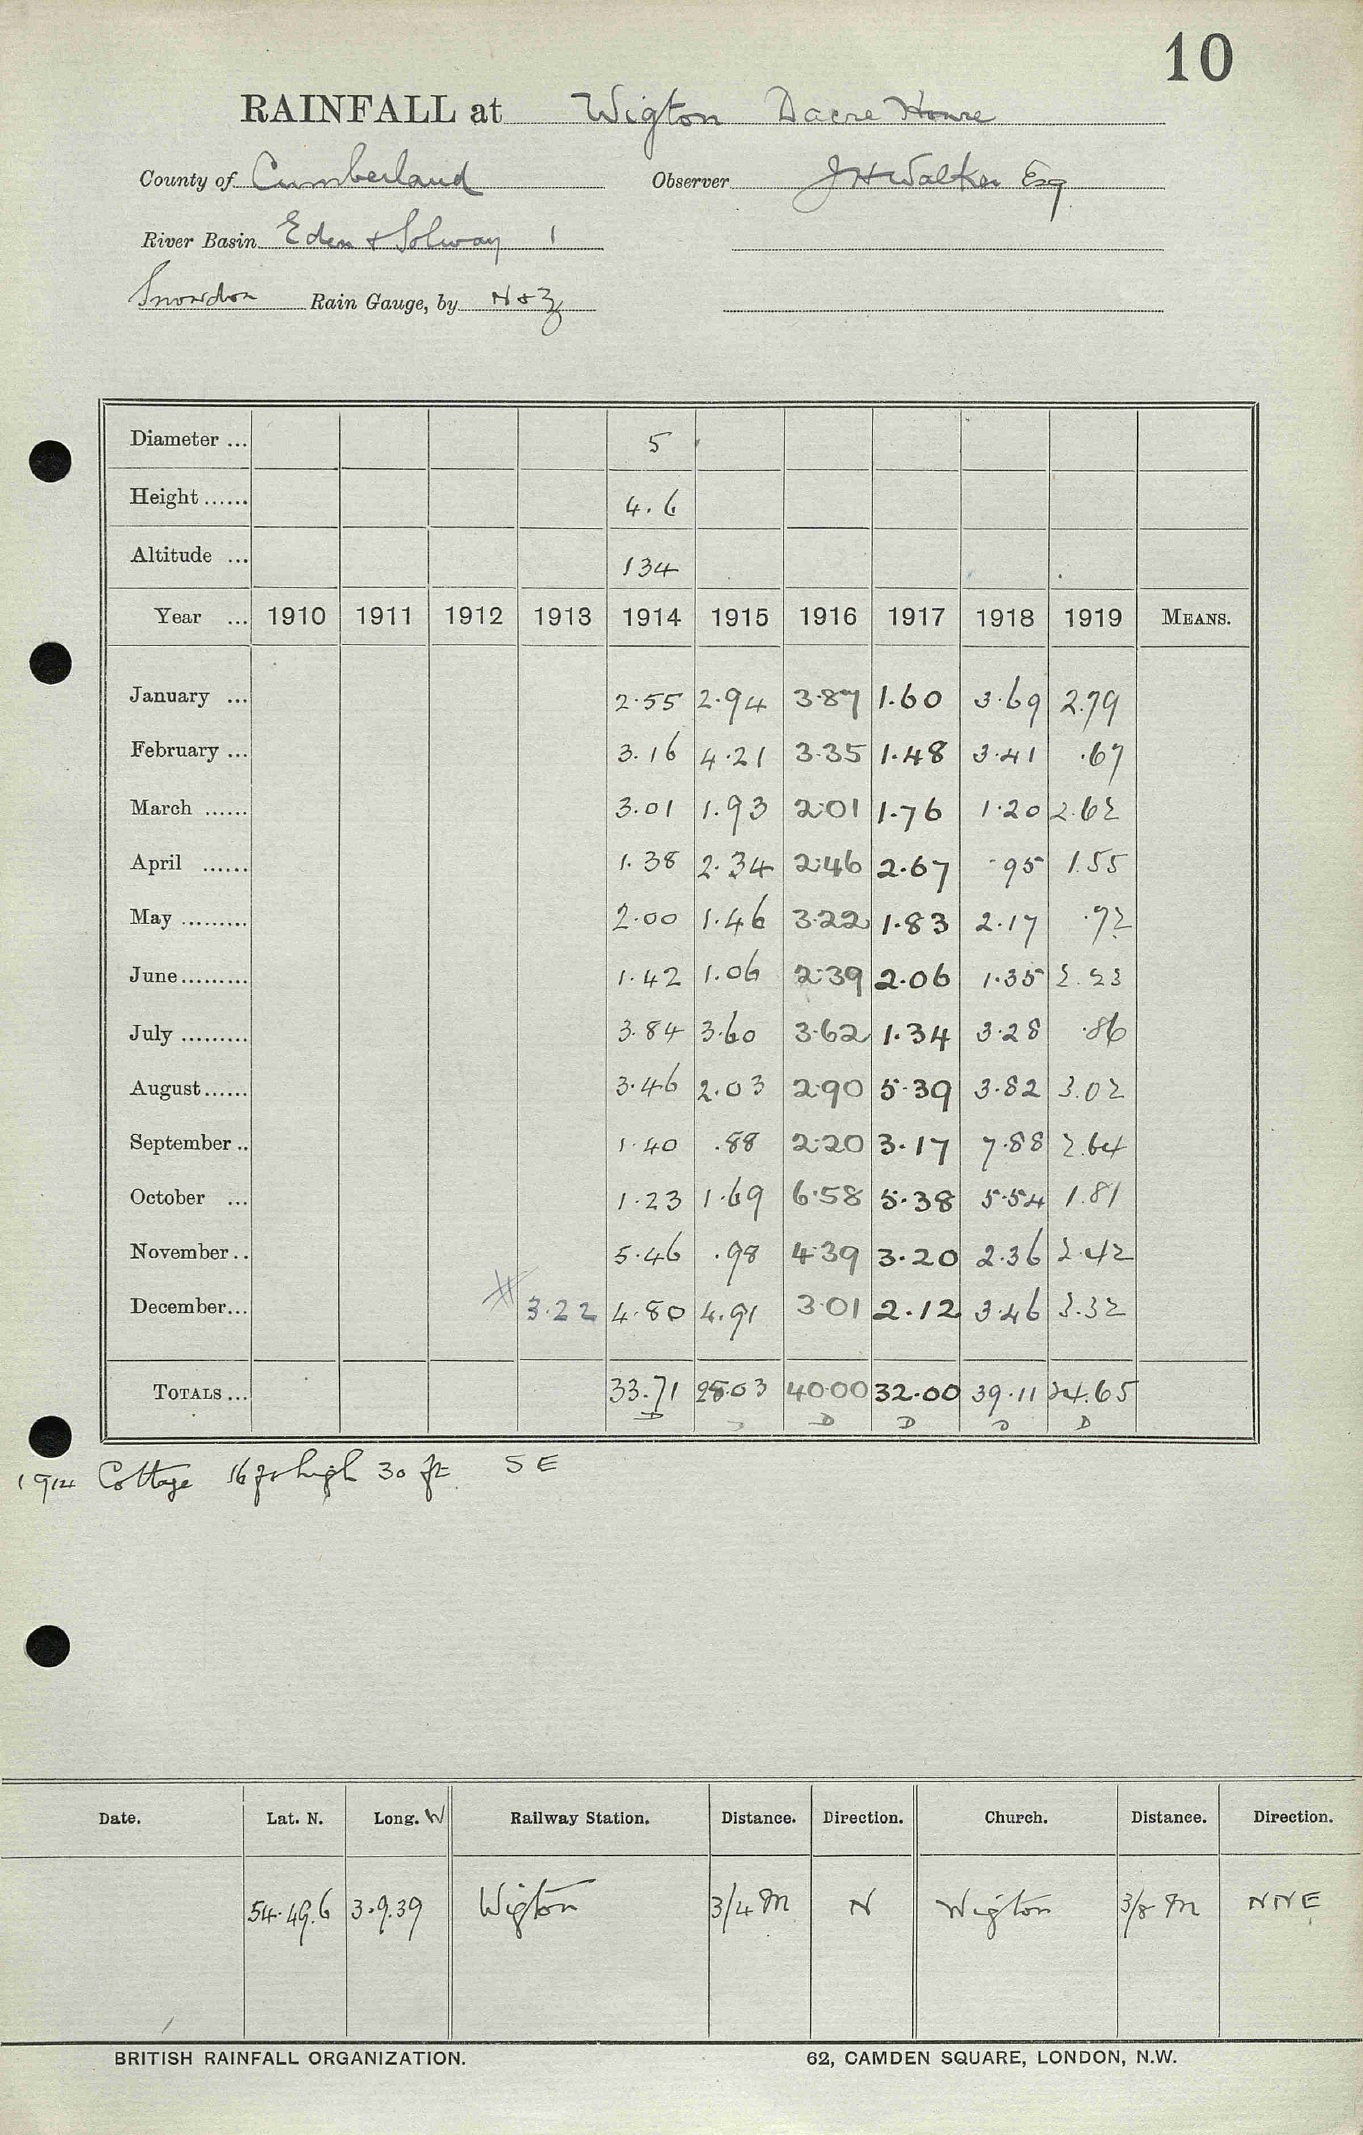 10
RAINFALL at Wigton Dacre House
County of Cumberland Observer J H Walker Esq
River Basin Eden & Solway 1
Snowdon Rain Gauge, by N & Z
Diameter ... 5
Height ...... 4.6
Altitude ... 134
Year ... 1910 1911 1912 1913 1914 1915 1916 1917 1918 1919 MEANS.
January ... 2.55 2.94 3.87 1.60 3.69 2.79
February ... 3.16 4.21 3.35 1.48 3.41 .67
March ...... 3.01 1.93 2.01 1.76 1.20 2.62
April ...... 1.38 2.34 2.46 2.67 .95 1.55
May ......... 2.00 1.46 3.22 1.83 2.17 .72
June ......... 1.42 1.06 2.39 2.06 1.35 2.23
July ......... 3.84 3.60 3.62 1.34 3.28 .86
August ...... 3.46 2.03 2.90 5.39 3.82 3.02
September .. 1.40 .88 2.20 3.17 7.88 2.64
October ... 1.23 1.69 6.58 5.38 5.54 1.81
November .. 5.46 .98 4.39 3.20 2.36 2.42
December ... # 3.22 4.80 4.91 3.01 2.12 3.46 3.32
TOTALS ... 33.71 28.03 40.00 32.00 39.11 24.65
D D D D D D
1914 Cottage 16 ft high 30 ft SE
Date. Lat. N. Long. W Railway Station. Distance. Direction. Church. Distance. Direction.
54.49.6 3.9.39 Wigton 3/4 M N Wigton 3/8 M NNE
BRITISH RAINFALL ORGANIZATION. 62, CAMDEN SQUARE, LONDON, N.W.